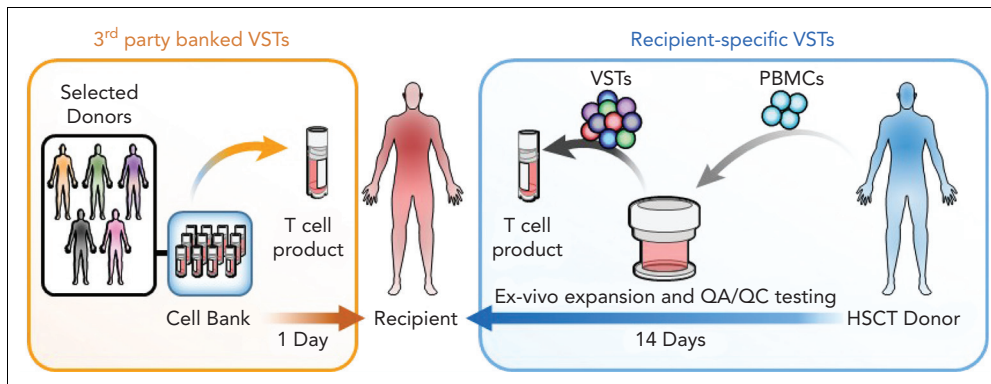 3rd party banked VSTs
Selected
Donors
T cell
product
Cell Bank
1 Day
Recipient
Recipient-specific VSTs
VSTs
PBMCs
T cell
product
Ex-vivo expansion and QA/QC testing
14 Days
HSCT Donor